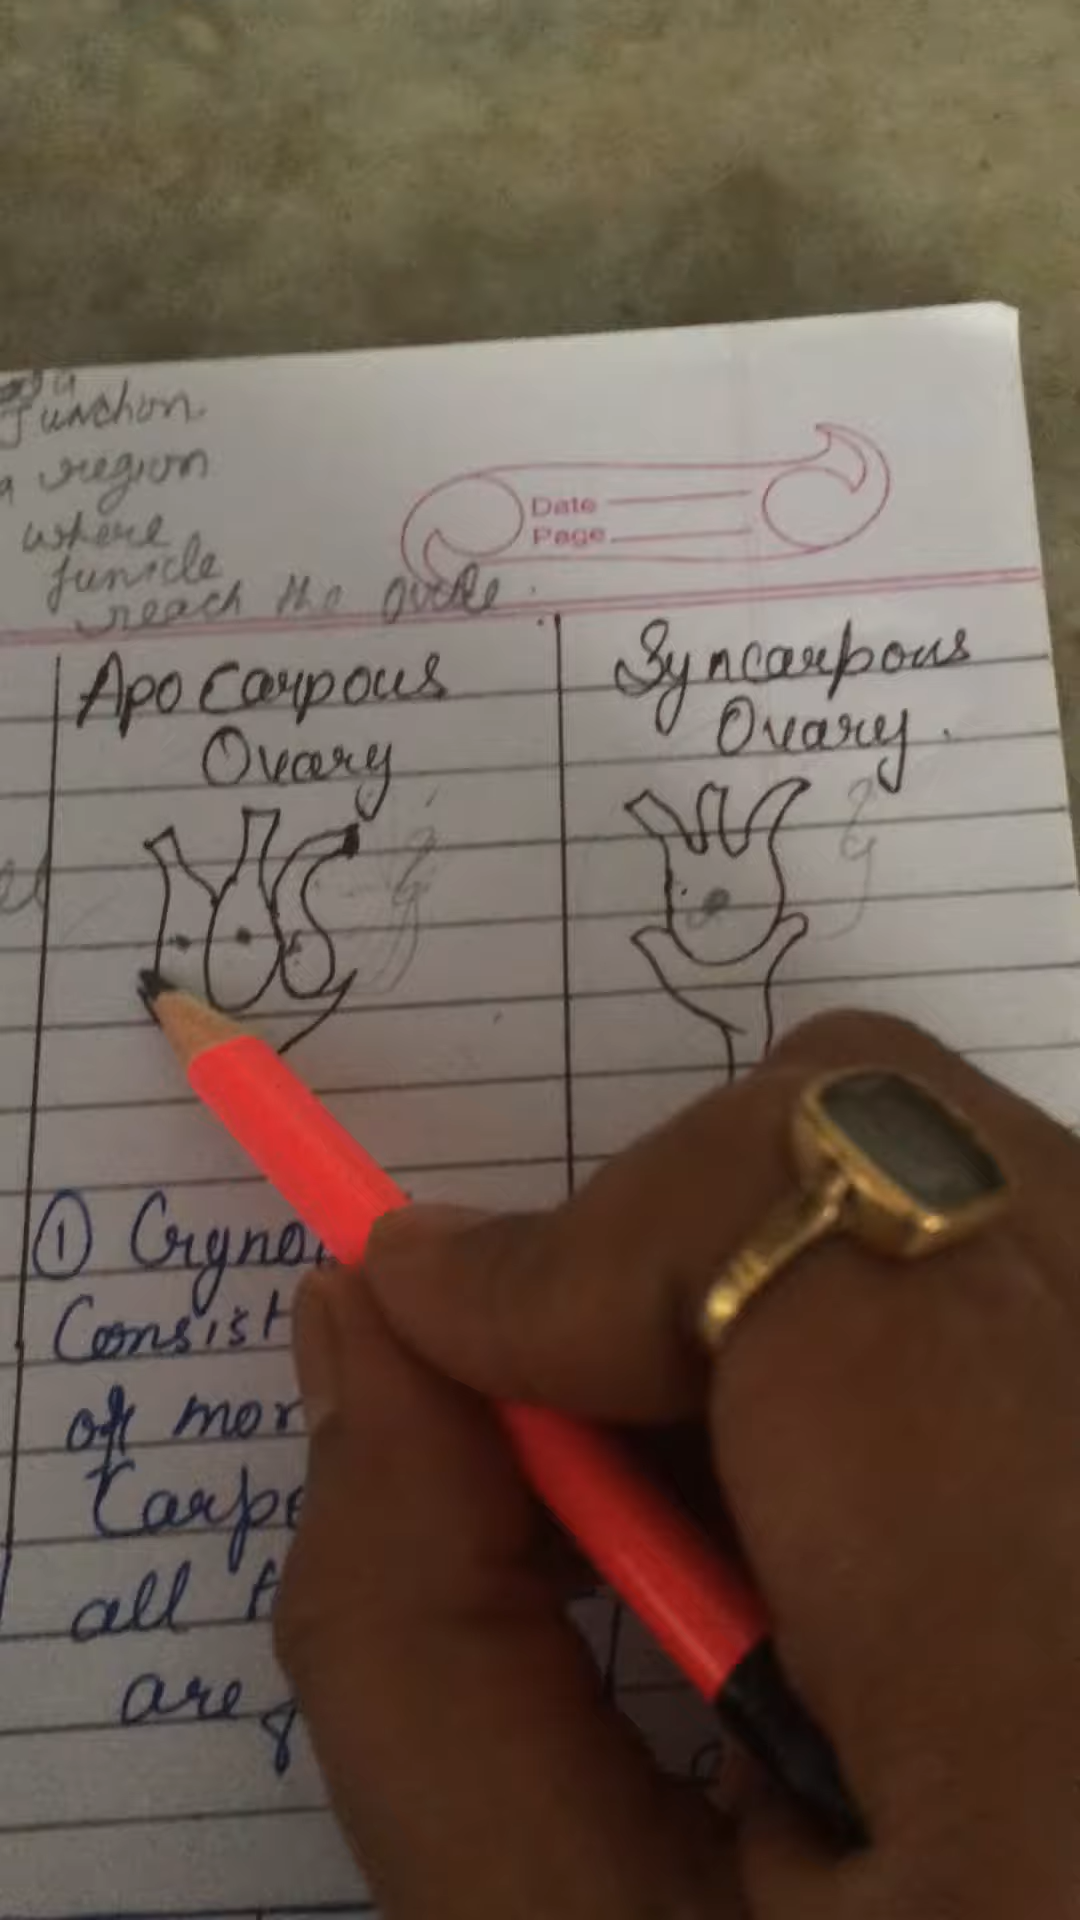 Junction.
a region
where
funicle
reach the ovule.
Date
Page
Apocarpous
Ovary
Syncarpous
Ovary.
① Gyno
Consist
of mor
Carpe
all
are